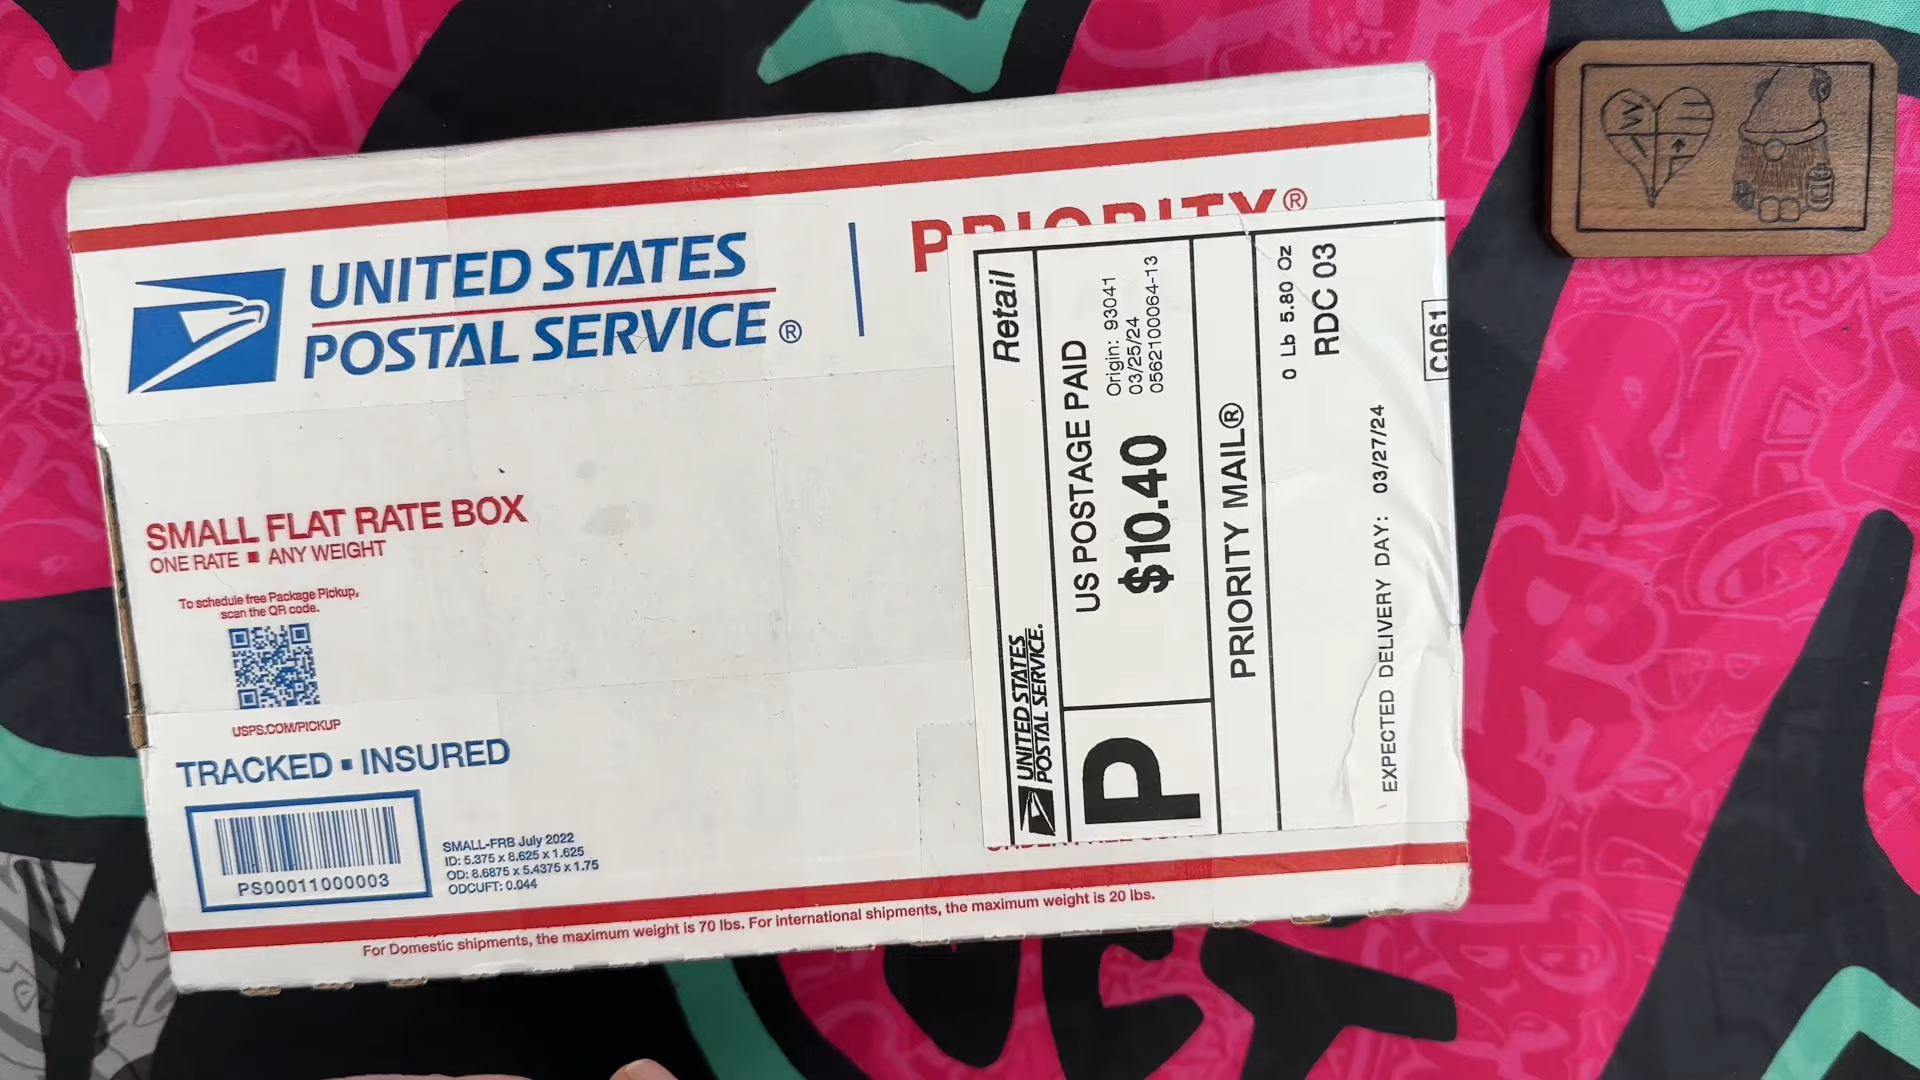 UNITED STATES
POSTAL SERVICE®
PRIORITY®
SMALL FLAT RATE BOX
ONE RATE ▪ ANY WEIGHT
To schedule free Package Pickup,
scan the QR code.
USPS.COM/PICKUP
TRACKED ▪ INSURED
PS00011000003
SMALL-FRB July 2022
ID: 5.375 x 8.625 x 1.625
OD: 8.6875 x 5.4375 x 1.75
ODCUFT: 0.044
For Domestic shipments, the maximum weight is 70 lbs. For international shipments, the maximum weight is 20 lbs.
UNITED STATES
POSTAL SERVICE.
Retail
P
US POSTAGE PAID
$10.40
Origin: 93041
03/25/24
0562100064-13
PRIORITY MAIL®
0 Lb 5.80 Oz
RDC 03
EXPECTED DELIVERY DAY: 03/27/24
C061